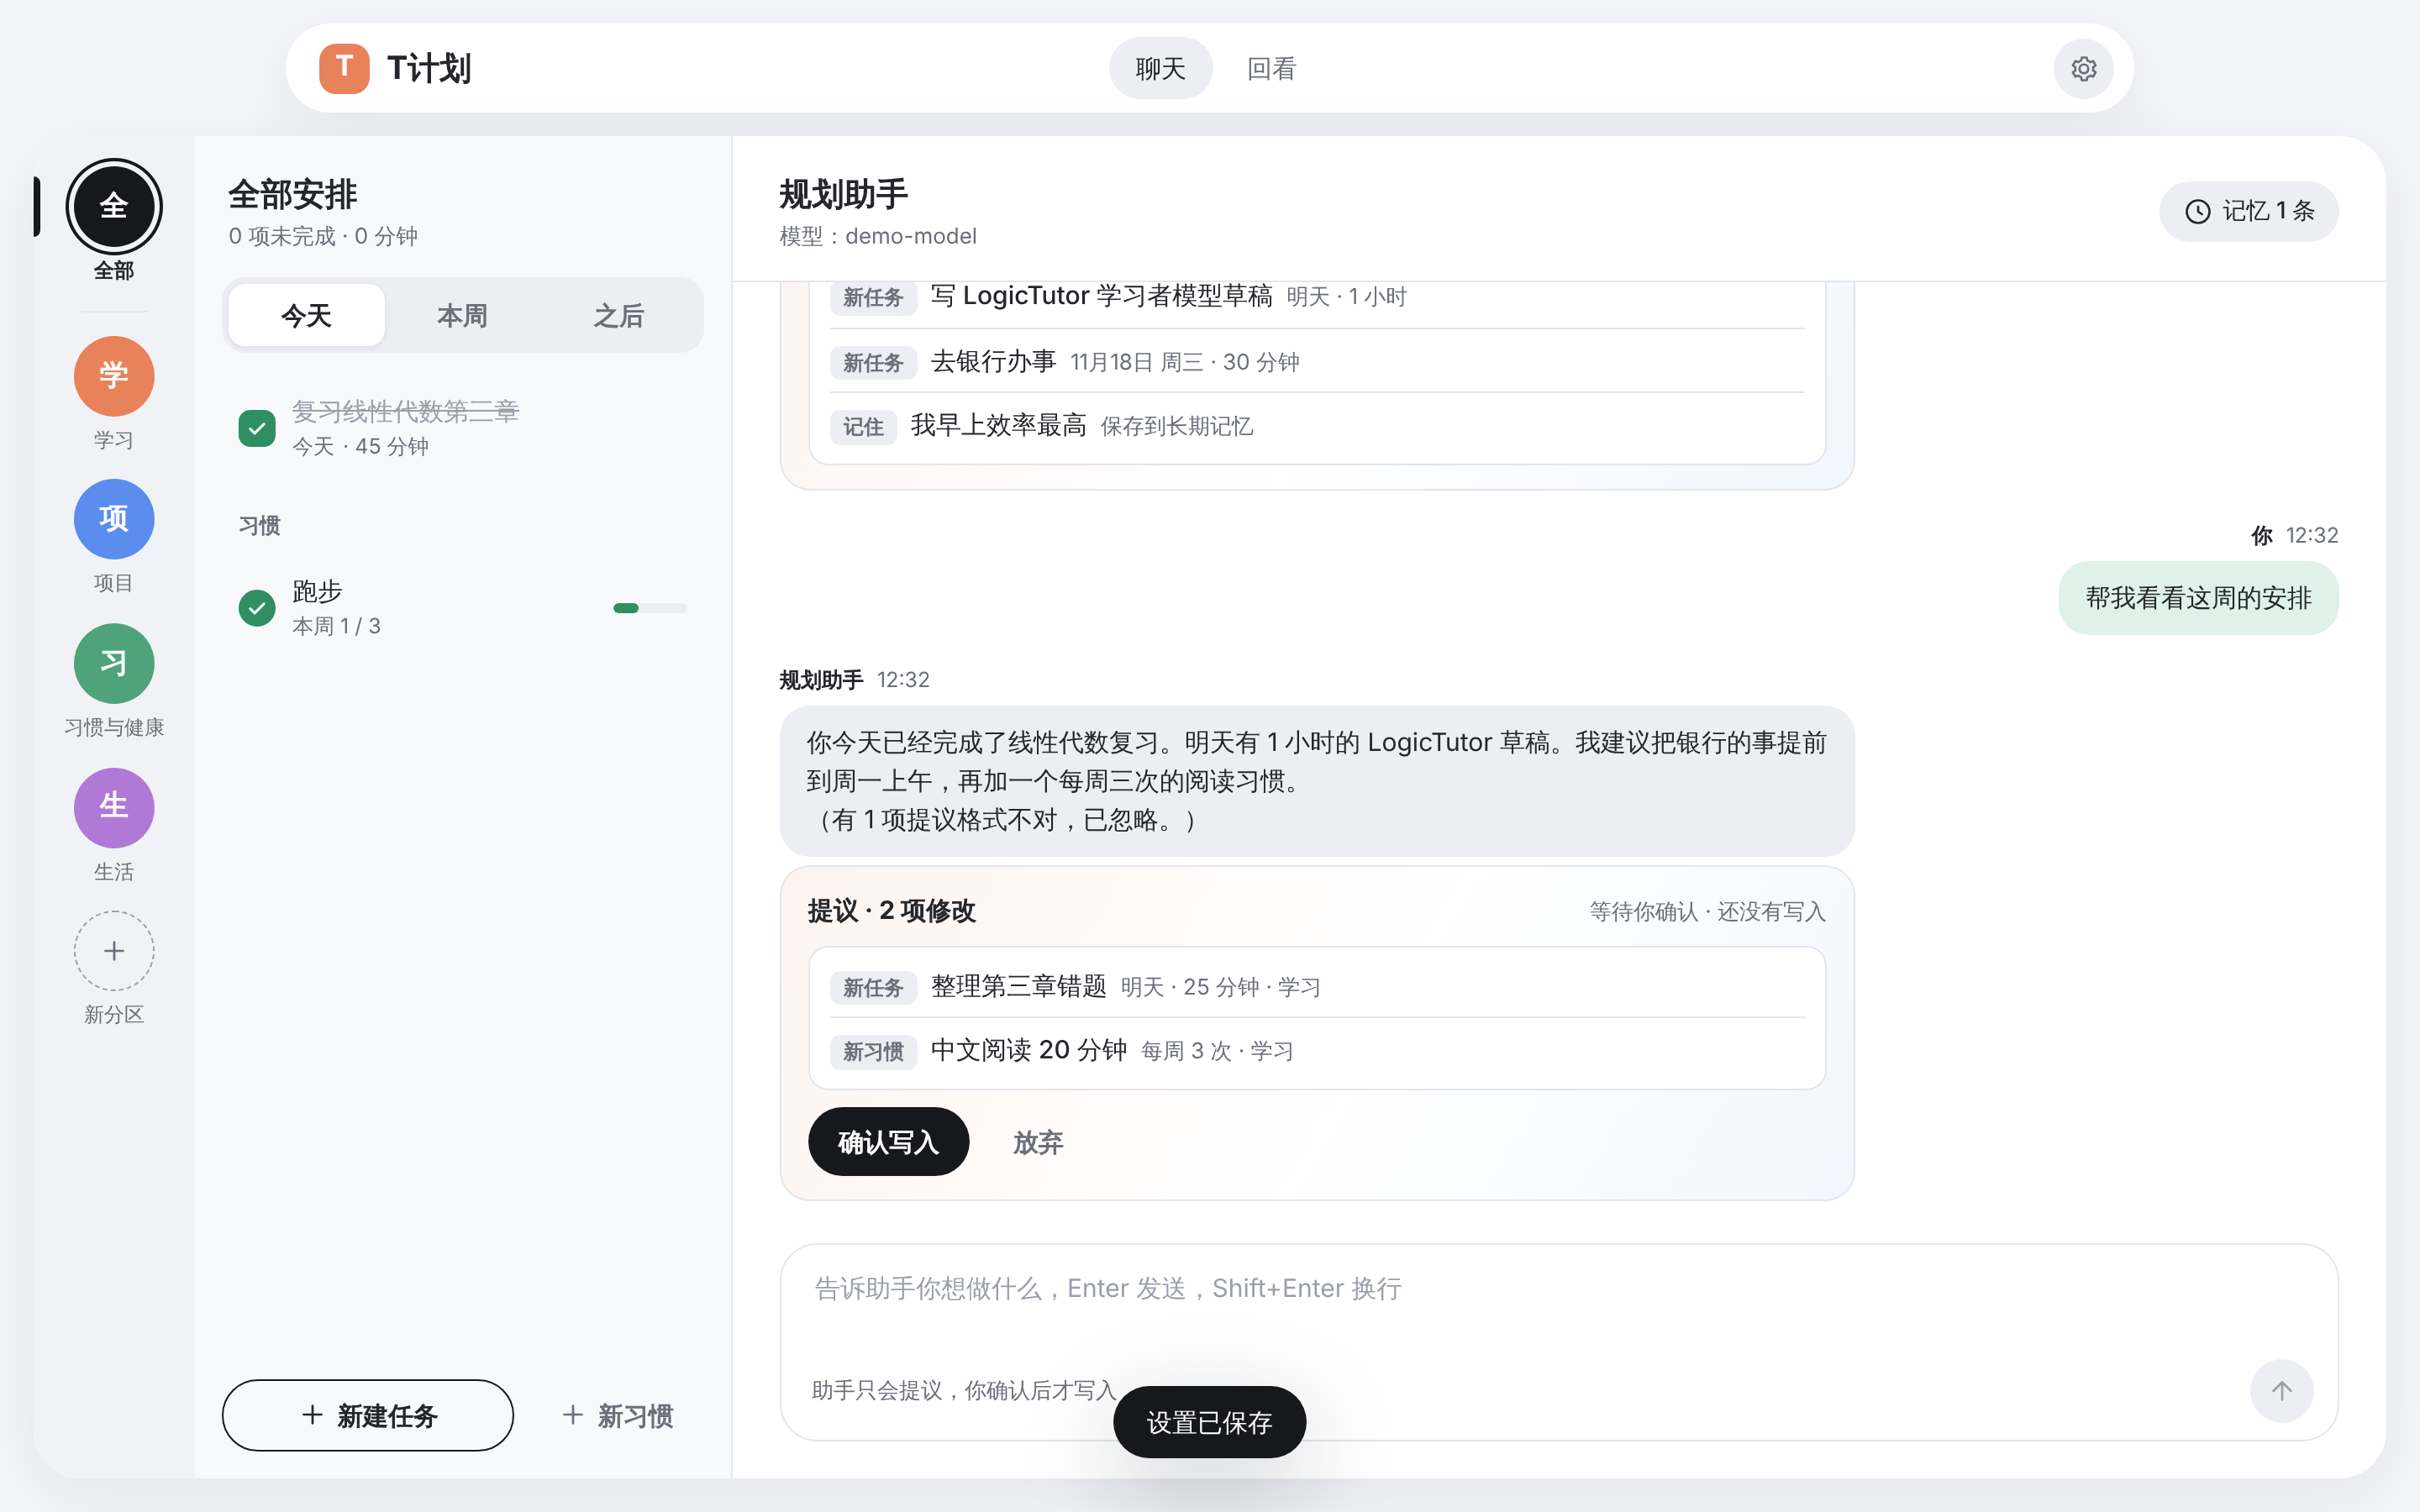 T T计划
聊天
回看
全
全部
学
学习
项
项目
习
习惯与健康
生
生活
新分区
全部安排
0 项未完成 · 0 分钟
今天
本周
之后
复习线性代数第三章
今天 · 45 分钟
习惯
跑步
本周 1 / 3
新建任务
新习惯
规划助手
模型：demo-model
记忆 1 条
新任务 写 LogicTutor 学习者模型草稿 明天 · 1 小时
新任务 去银行办事 11月18日 周三 · 30 分钟
记住 我早上效率最高 保存到长期记忆
你 12:32
帮我看看这周的安排
规划助手 12:32
你今天已经完成了线性代数复习。明天有 1 小时的 LogicTutor 草稿。我建议把银行的事提前
到周一上午，再加一个每周三次的阅读习惯。
（有 1 项提议格式不对，已忽略。）
提议 · 2 项修改
等待你确认 · 还没有写入
新任务 整理第三章错题 明天 · 25 分钟 · 学习
新习惯 中文阅读 20 分钟 每周 3 次 · 学习
确认写入
放弃
告诉助手你想做什么，Enter 发送，Shift+Enter 换行
助手只会提议，你确认后才写入。
设置已保存